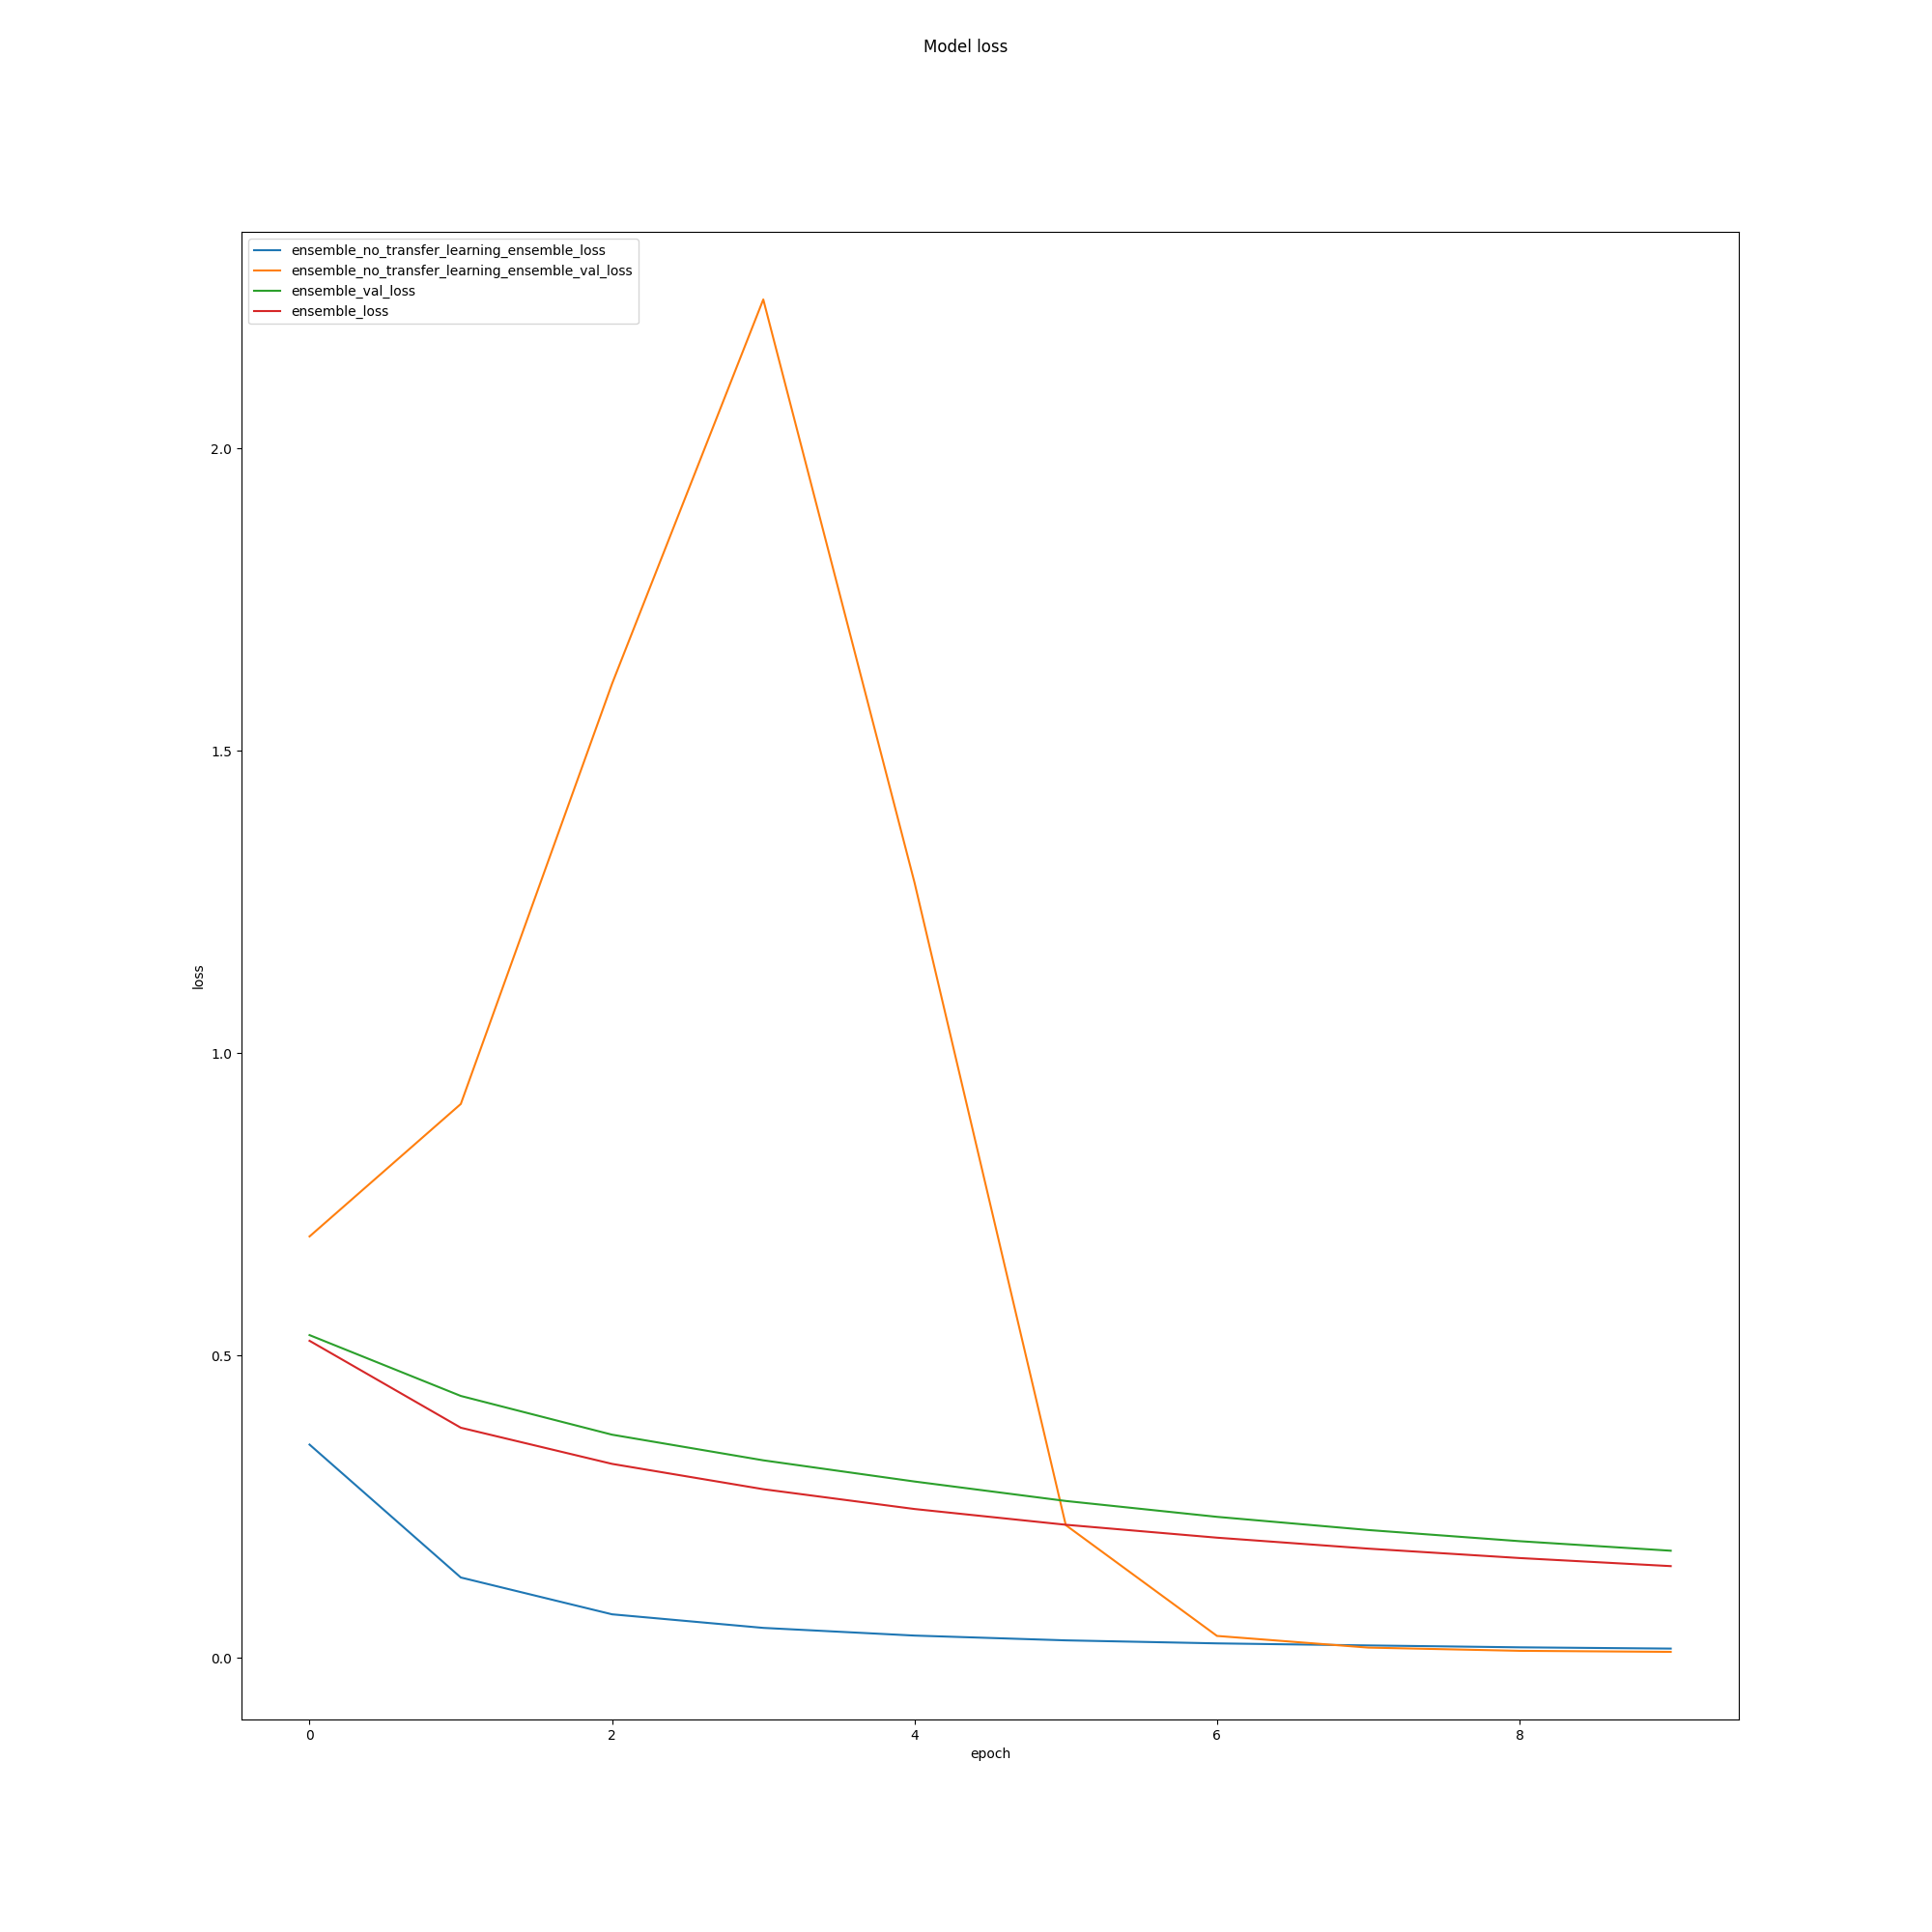 Model loss
ensemble_no_transfer_learning_ensemble_loss
ensemble_no_transfer_learning_ensemble_val_loss
ensemble_val_loss
ensemble_loss
2.0
1.5
1.0
0.5
0.0
loss
0 2 4 6 8
epoch